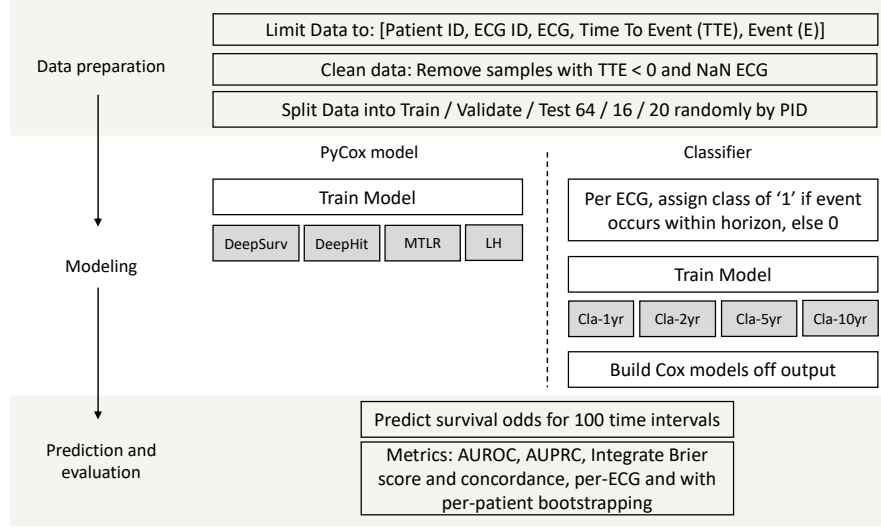 Data preparation
Limit Data to: [Patient ID, ECG ID, ECG, Time To Event (TTE), Event (E)]
Clean data: Remove samples with TTE < 0 and NaN ECG
Split Data into Train / Validate / Test 64 / 16 / 20 randomly by PID
Modeling
PyCox model
Train Model
DeepSurv
DeepHit
MTLR
LH
Classifier
Per ECG, assign class of ‘1’ if event
occurs within horizon, else 0
Train Model
Cla-1yr
Cla-2yr
Cla-5yr
Cla-10yr
Build Cox models off output
Prediction and
evaluation
Predict survival odds for 100 time intervals
Metrics: AUROC, AUPRC, Integrate Brier
score and concordance, per-ECG and with
per-patient bootstrapping